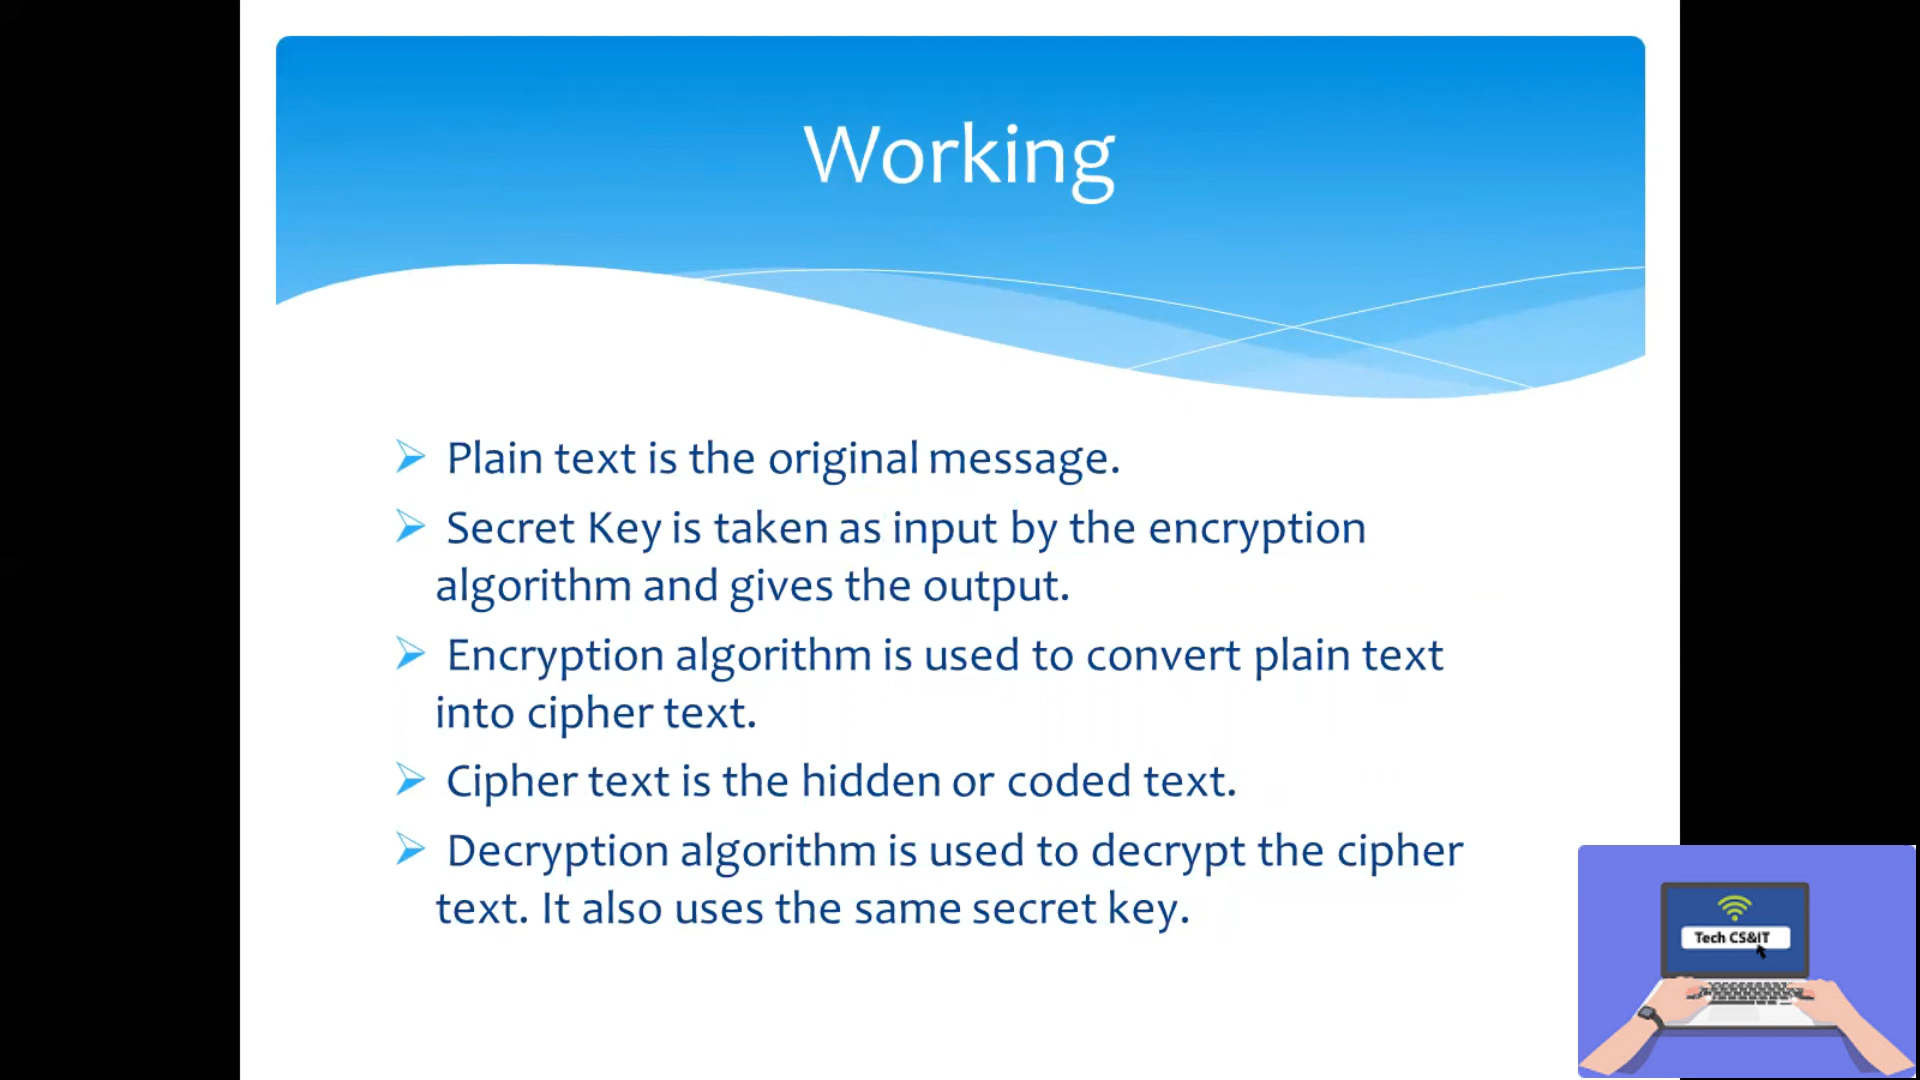 Working
Plain text is the original message.
Secret Key is taken as input by the encryption
algorithm and gives the output.
Encryption algorithm is used to convert plain text
into cipher text.
Cipher text is the hidden or coded text.
Decryption algorithm is used to decrypt the cipher
text. It also uses the same secret key.
Tech CS&IT